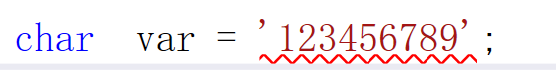 char  var = '123456789';